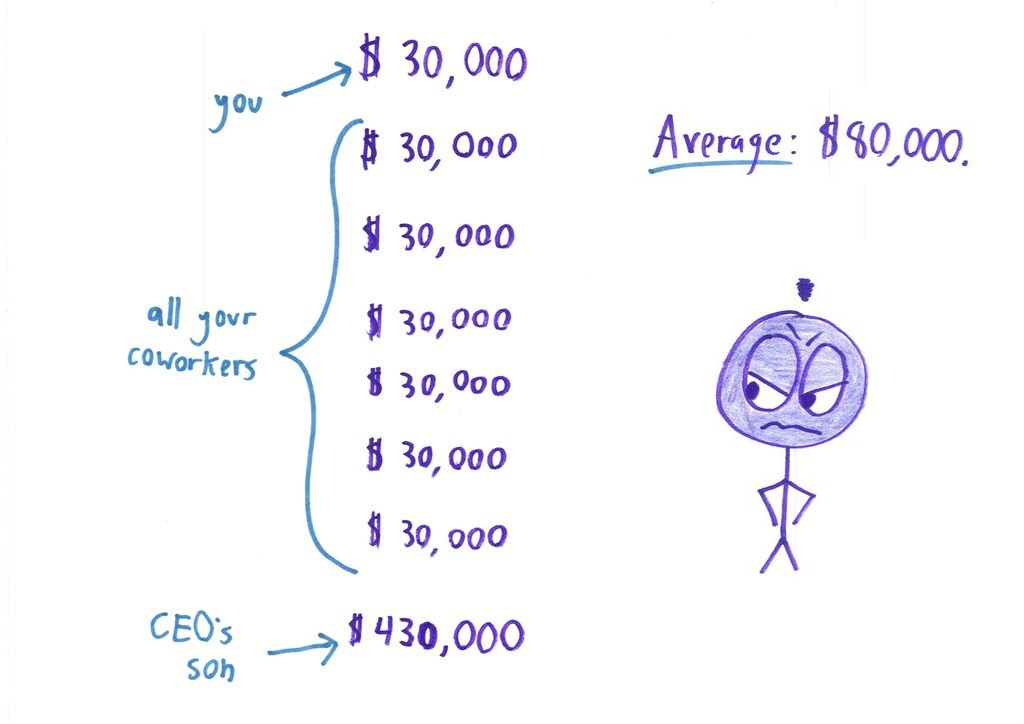 you
$ 30,000
$ 30,000
$ 30,000
all your
coworkers
$ 30,000
$ 30,000
$ 30,000
$ 30,000
CEO's
son
$ 430,000
Average: $80,000.